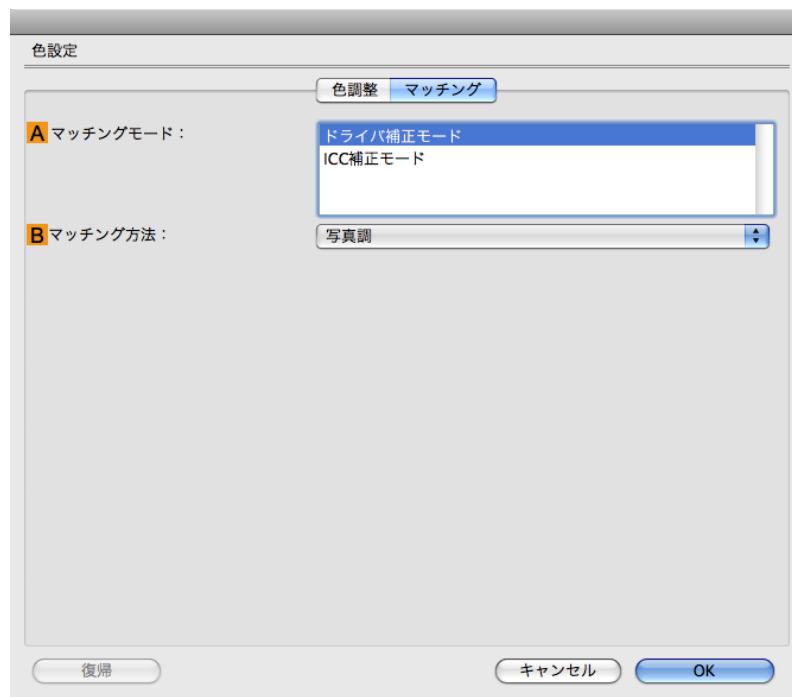 色設定
色調整 マッチング
A マッチングモード：
ドライバ補正モード
ICC補正モード
B マッチング方法：
写真調
復帰 キャンセル OK